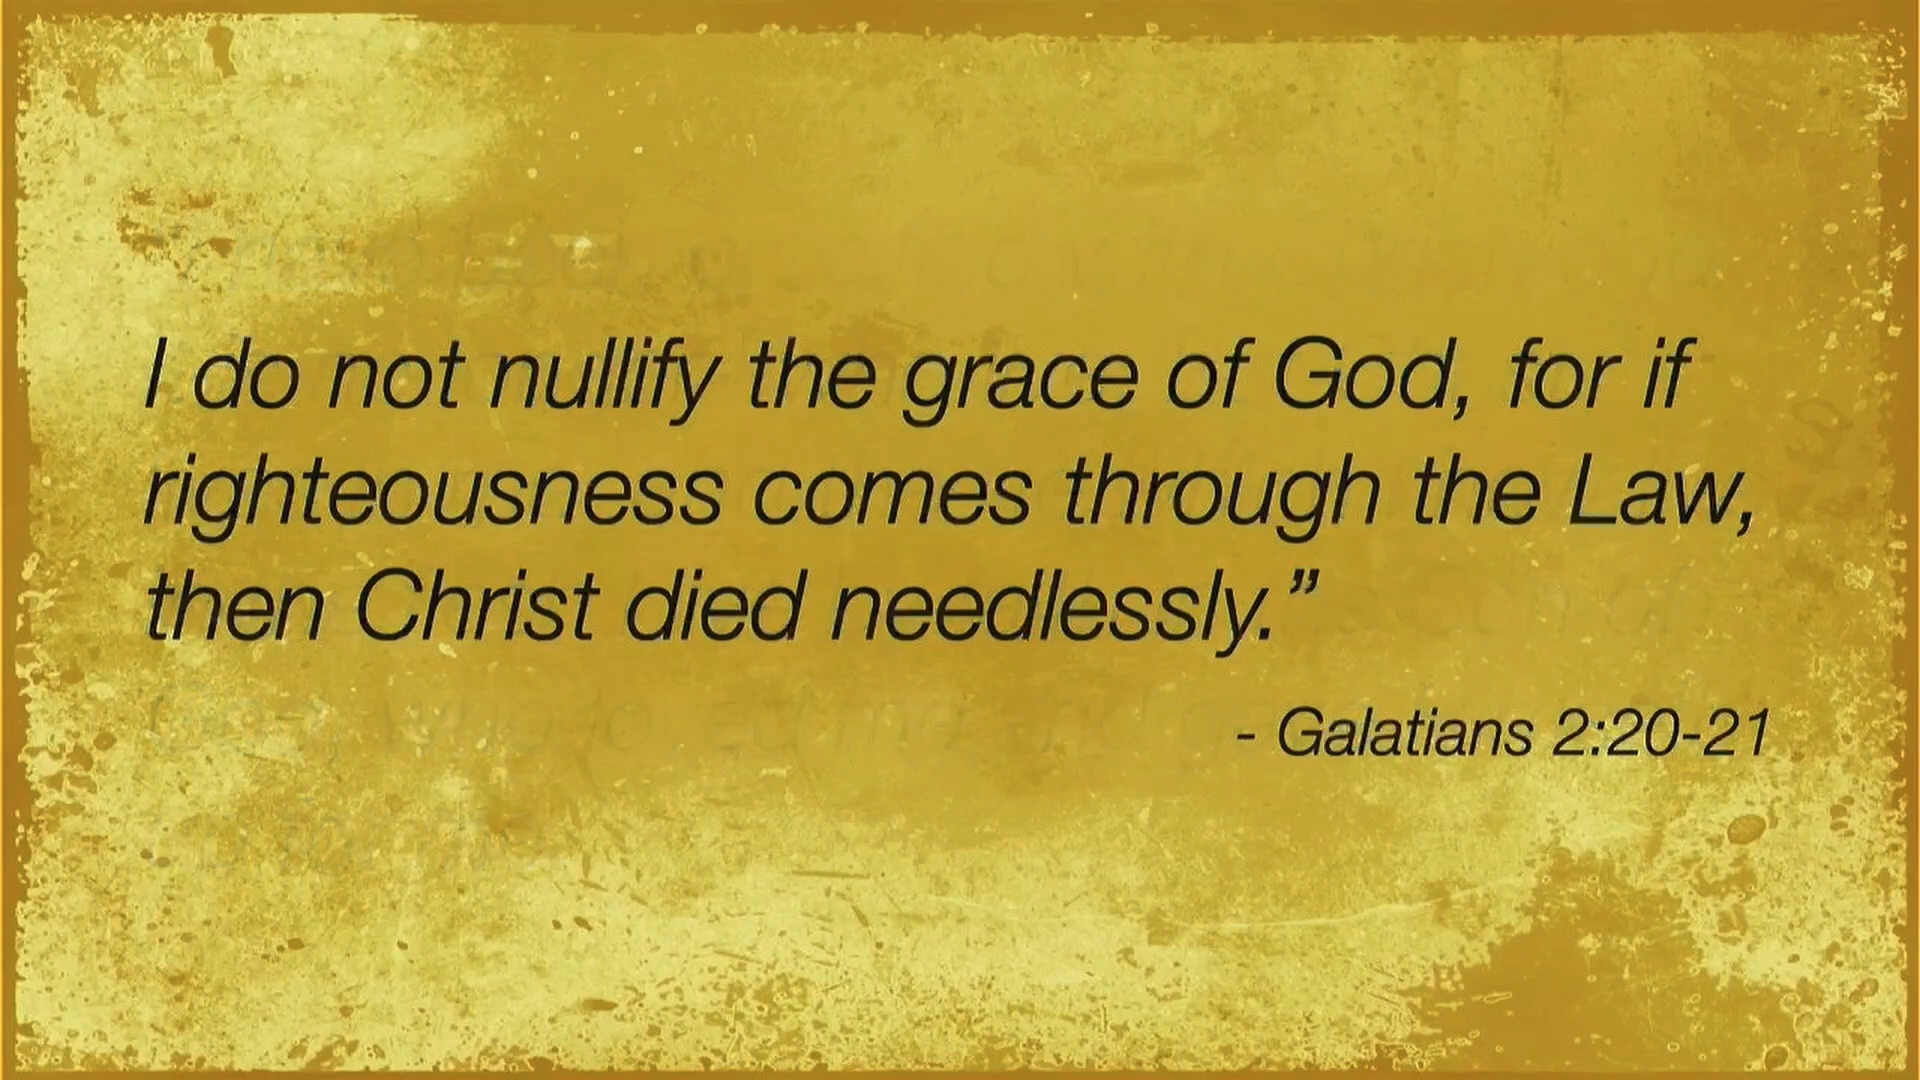 I do not nullify the grace of God, for if
righteousness comes through the Law,
then Christ died needlessly.”
- Galatians 2:20-21